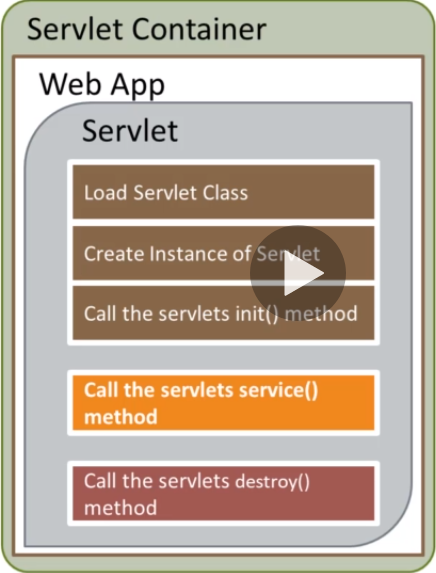 Servlet Container
Web App
Servlet
Load Servlet Class
Create Instance of Servlet
Call the servlets init() method
Call the servlets service()
method
Call the servlets destroy()
method